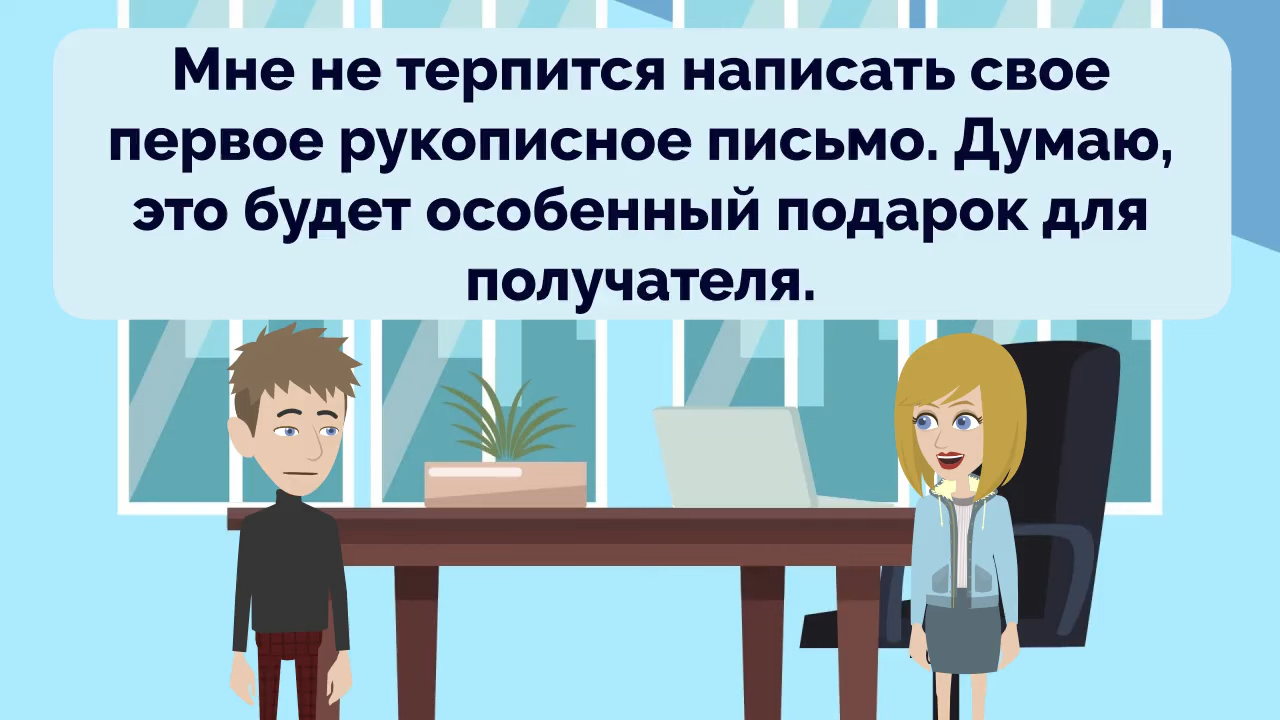 Мне не терпится написать свое
первое рукописное письмо. Думаю,
это будет особенный подарок для
получателя.